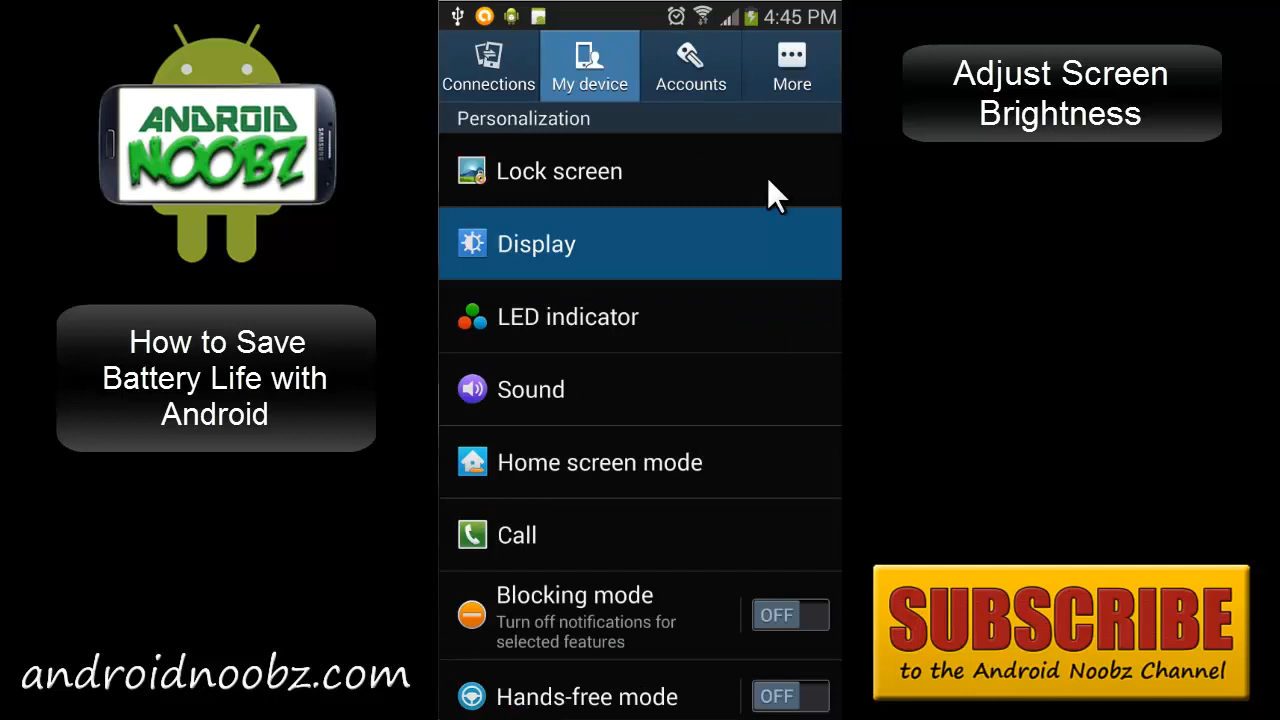 ANDROID
NOOBZ
SAMSUNG
How to Save
Battery Life with
Android
androidnoobz.com
4:45 PM
Connections
My device
Accounts
More
Personalization
Lock screen
Display
LED indicator
Sound
Home screen mode
Call
Blocking mode
Turn off notifications for
selected features
OFF
Hands-free mode
OFF
Adjust Screen
Brightness
SUBSCRIBE
to the Android Noobz Channel